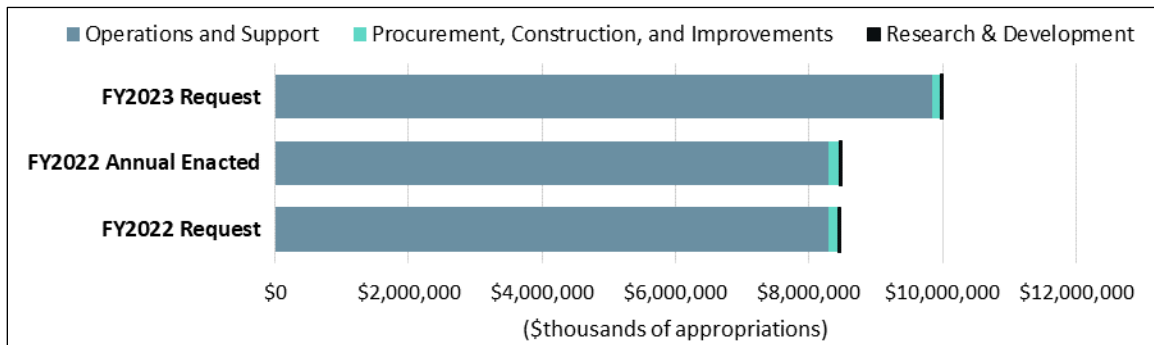 Operations and Support Procurement, Construction, and Improvements Research & Development
FY2023 Request
FY2022 Annual Enacted
FY2022 Request
$0 $2,000,000 $4,000,000 $6,000,000 $8,000,000 $10,000,000 $12,000,000
($thousands of appropriations)